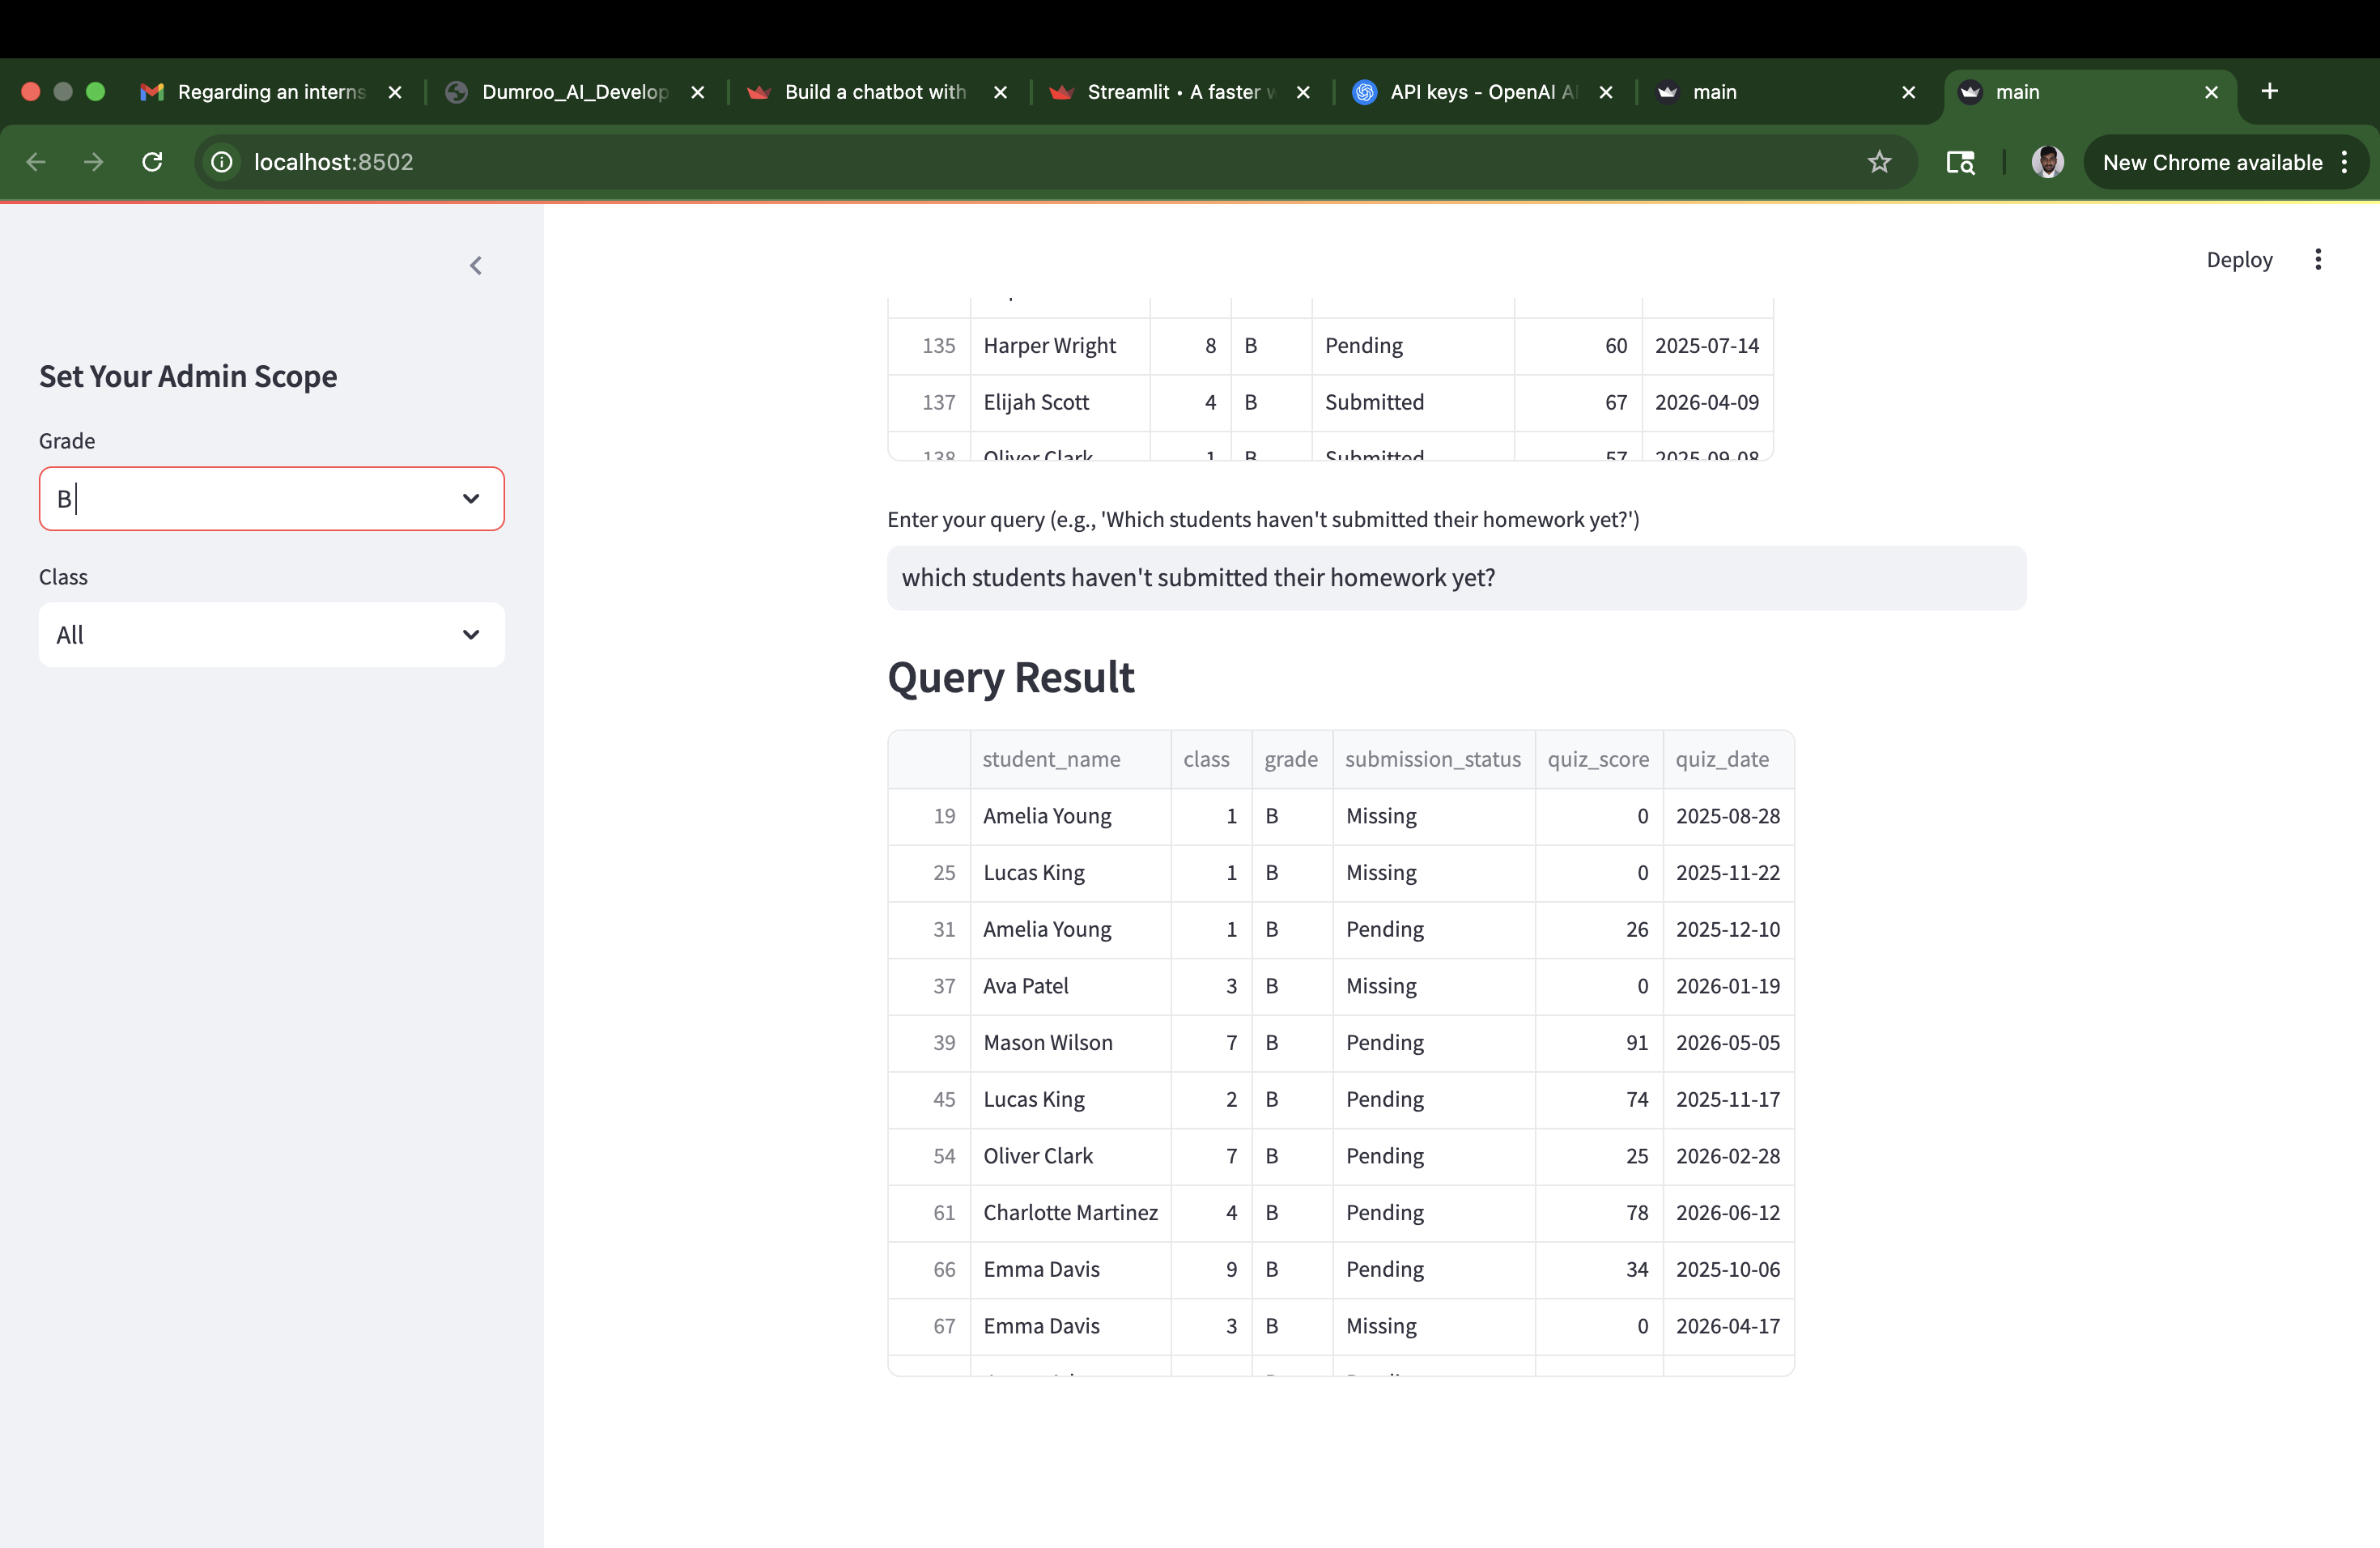 Regarding an interns
Dumroo_AI_Develop
Build a chatbot with
Streamlit • A faster w
API keys - OpenAI AI
main
main
localhost:8502
New Chrome available
Deploy
Set Your Admin Scope
Grade
B
Class
All
135 Harper Wright 8 B Pending 60 2025-07-14
137 Elijah Scott 4 B Submitted 67 2026-04-09
138 Oliver Clark 1 B Submitted 57 2025-09-08
Enter your query (e.g., 'Which students haven't submitted their homework yet?')
which students haven't submitted their homework yet?
Query Result
student_name class grade submission_status quiz_score quiz_date
19 Amelia Young 1 B Missing 0 2025-08-28
25 Lucas King 1 B Missing 0 2025-11-22
31 Amelia Young 1 B Pending 26 2025-12-10
37 Ava Patel 3 B Missing 0 2026-01-19
39 Mason Wilson 7 B Pending 91 2026-05-05
45 Lucas King 2 B Pending 74 2025-11-17
54 Oliver Clark 7 B Pending 25 2026-02-28
61 Charlotte Martinez 4 B Pending 78 2026-06-12
66 Emma Davis 9 B Pending 34 2025-10-06
67 Emma Davis 3 B Missing 0 2026-04-17